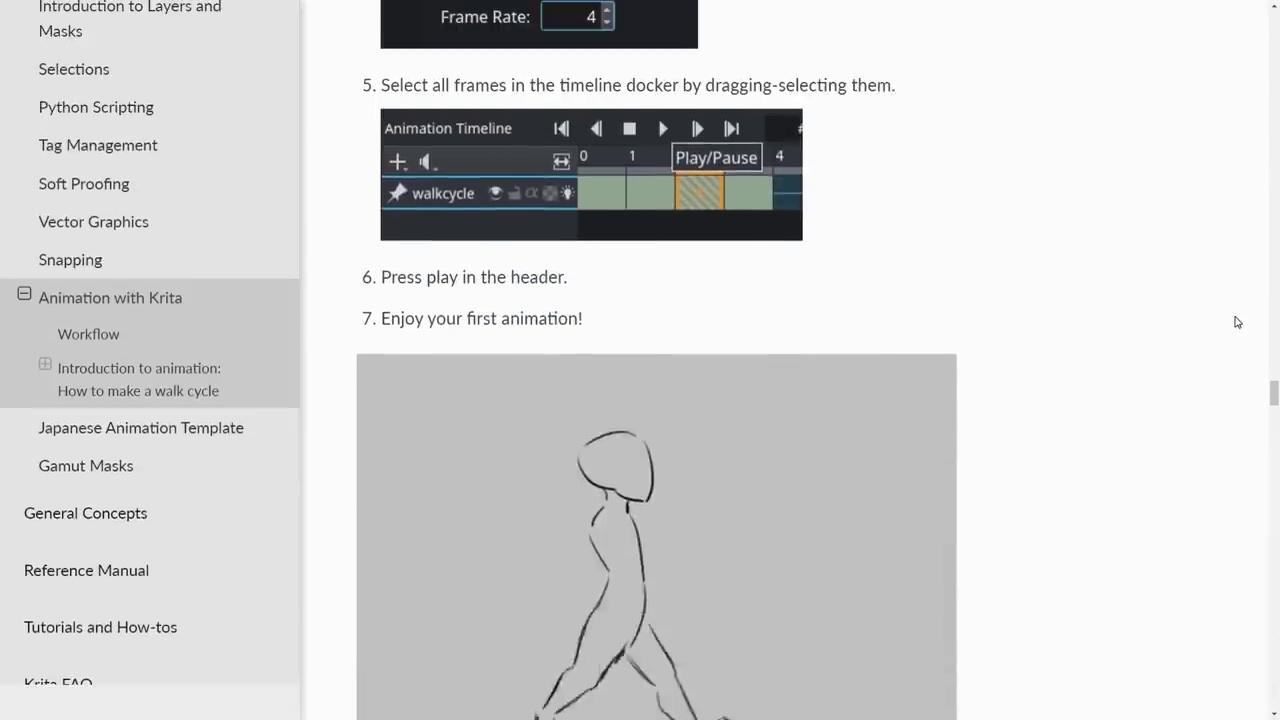 Introduction to Layers and
Masks
Selections
Python Scripting
Tag Management
Soft Proofing
Vector Graphics
Snapping
Animation with Krita
Workflow
Introduction to animation:
How to make a walk cycle
Japanese Animation Template
Gamut Masks
General Concepts
Reference Manual
Tutorials and How-tos
Krita FAQ
Frame Rate: 4
5. Select all frames in the timeline docker by dragging-selecting them.
Animation Timeline #
0 1 Play/Pause 4
walkcycle
6. Press play in the header.
7. Enjoy your first animation!